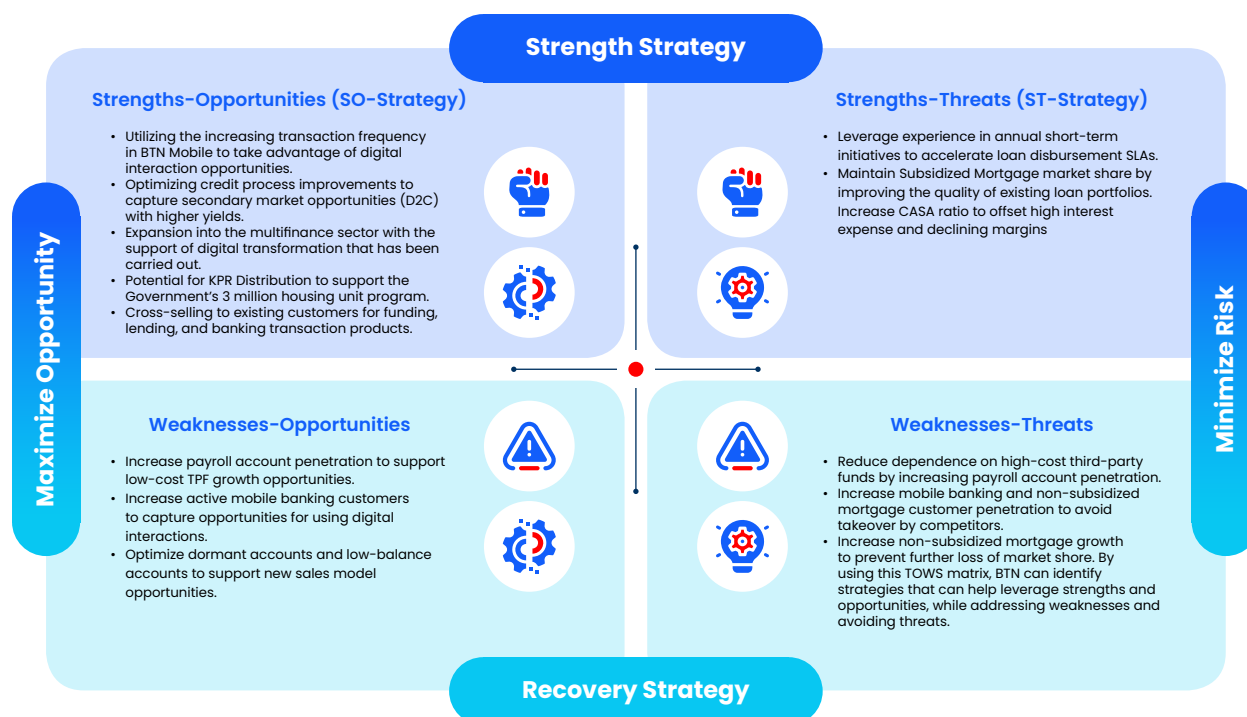 Strength Strategy
Maximize Opportunity
Minimize Risk
Strengths-Opportunities (SO-Strategy)
• Utilizing the increasing transaction frequency
in BTN Mobile to take advantage of digital
interaction opportunities.
• Optimizing credit process improvements to
capture secondary market opportunities (D2C)
with higher yields.
• Expansion into the multifinance sector with the
support of digital transformation that has been
carried out.
• Potential for KPR Distribution to support the
Government's 3 million housing unit program.
• Cross-selling to existing customers for funding,
lending, and banking transaction products.
Strengths-Threats (ST-Strategy)
• Leverage experience in annual short-term
initiatives to accelerate loan disbursement SLAs.
• Maintain Subsidized Mortgage market share by
improving the quality of existing loan portfolios.
Increase CASA ratio to offset high interest
expense and declining margins
Weaknesses-Opportunities
• Increase payroll account penetration to support
low-cost TPF growth opportunities.
• Increase active mobile banking customers
to capture opportunities for using digital
interactions.
• Optimize dormant accounts and low-balance
accounts to support new sales model
opportunities.
Weaknesses-Threats
• Reduce dependence on high-cost third-party
funds by increasing payroll account penetration.
• Increase mobile banking and non-subsidized
mortgage customer penetration to avoid
takeover by competitors.
• Increase non-subsidized mortgage growth
to prevent further loss of market shore. By
using this TOWS matrix, BTN can identify
strategies that can help leverage strengths and
opportunities, while addressing weaknesses and
avoiding threats.
Recovery Strategy